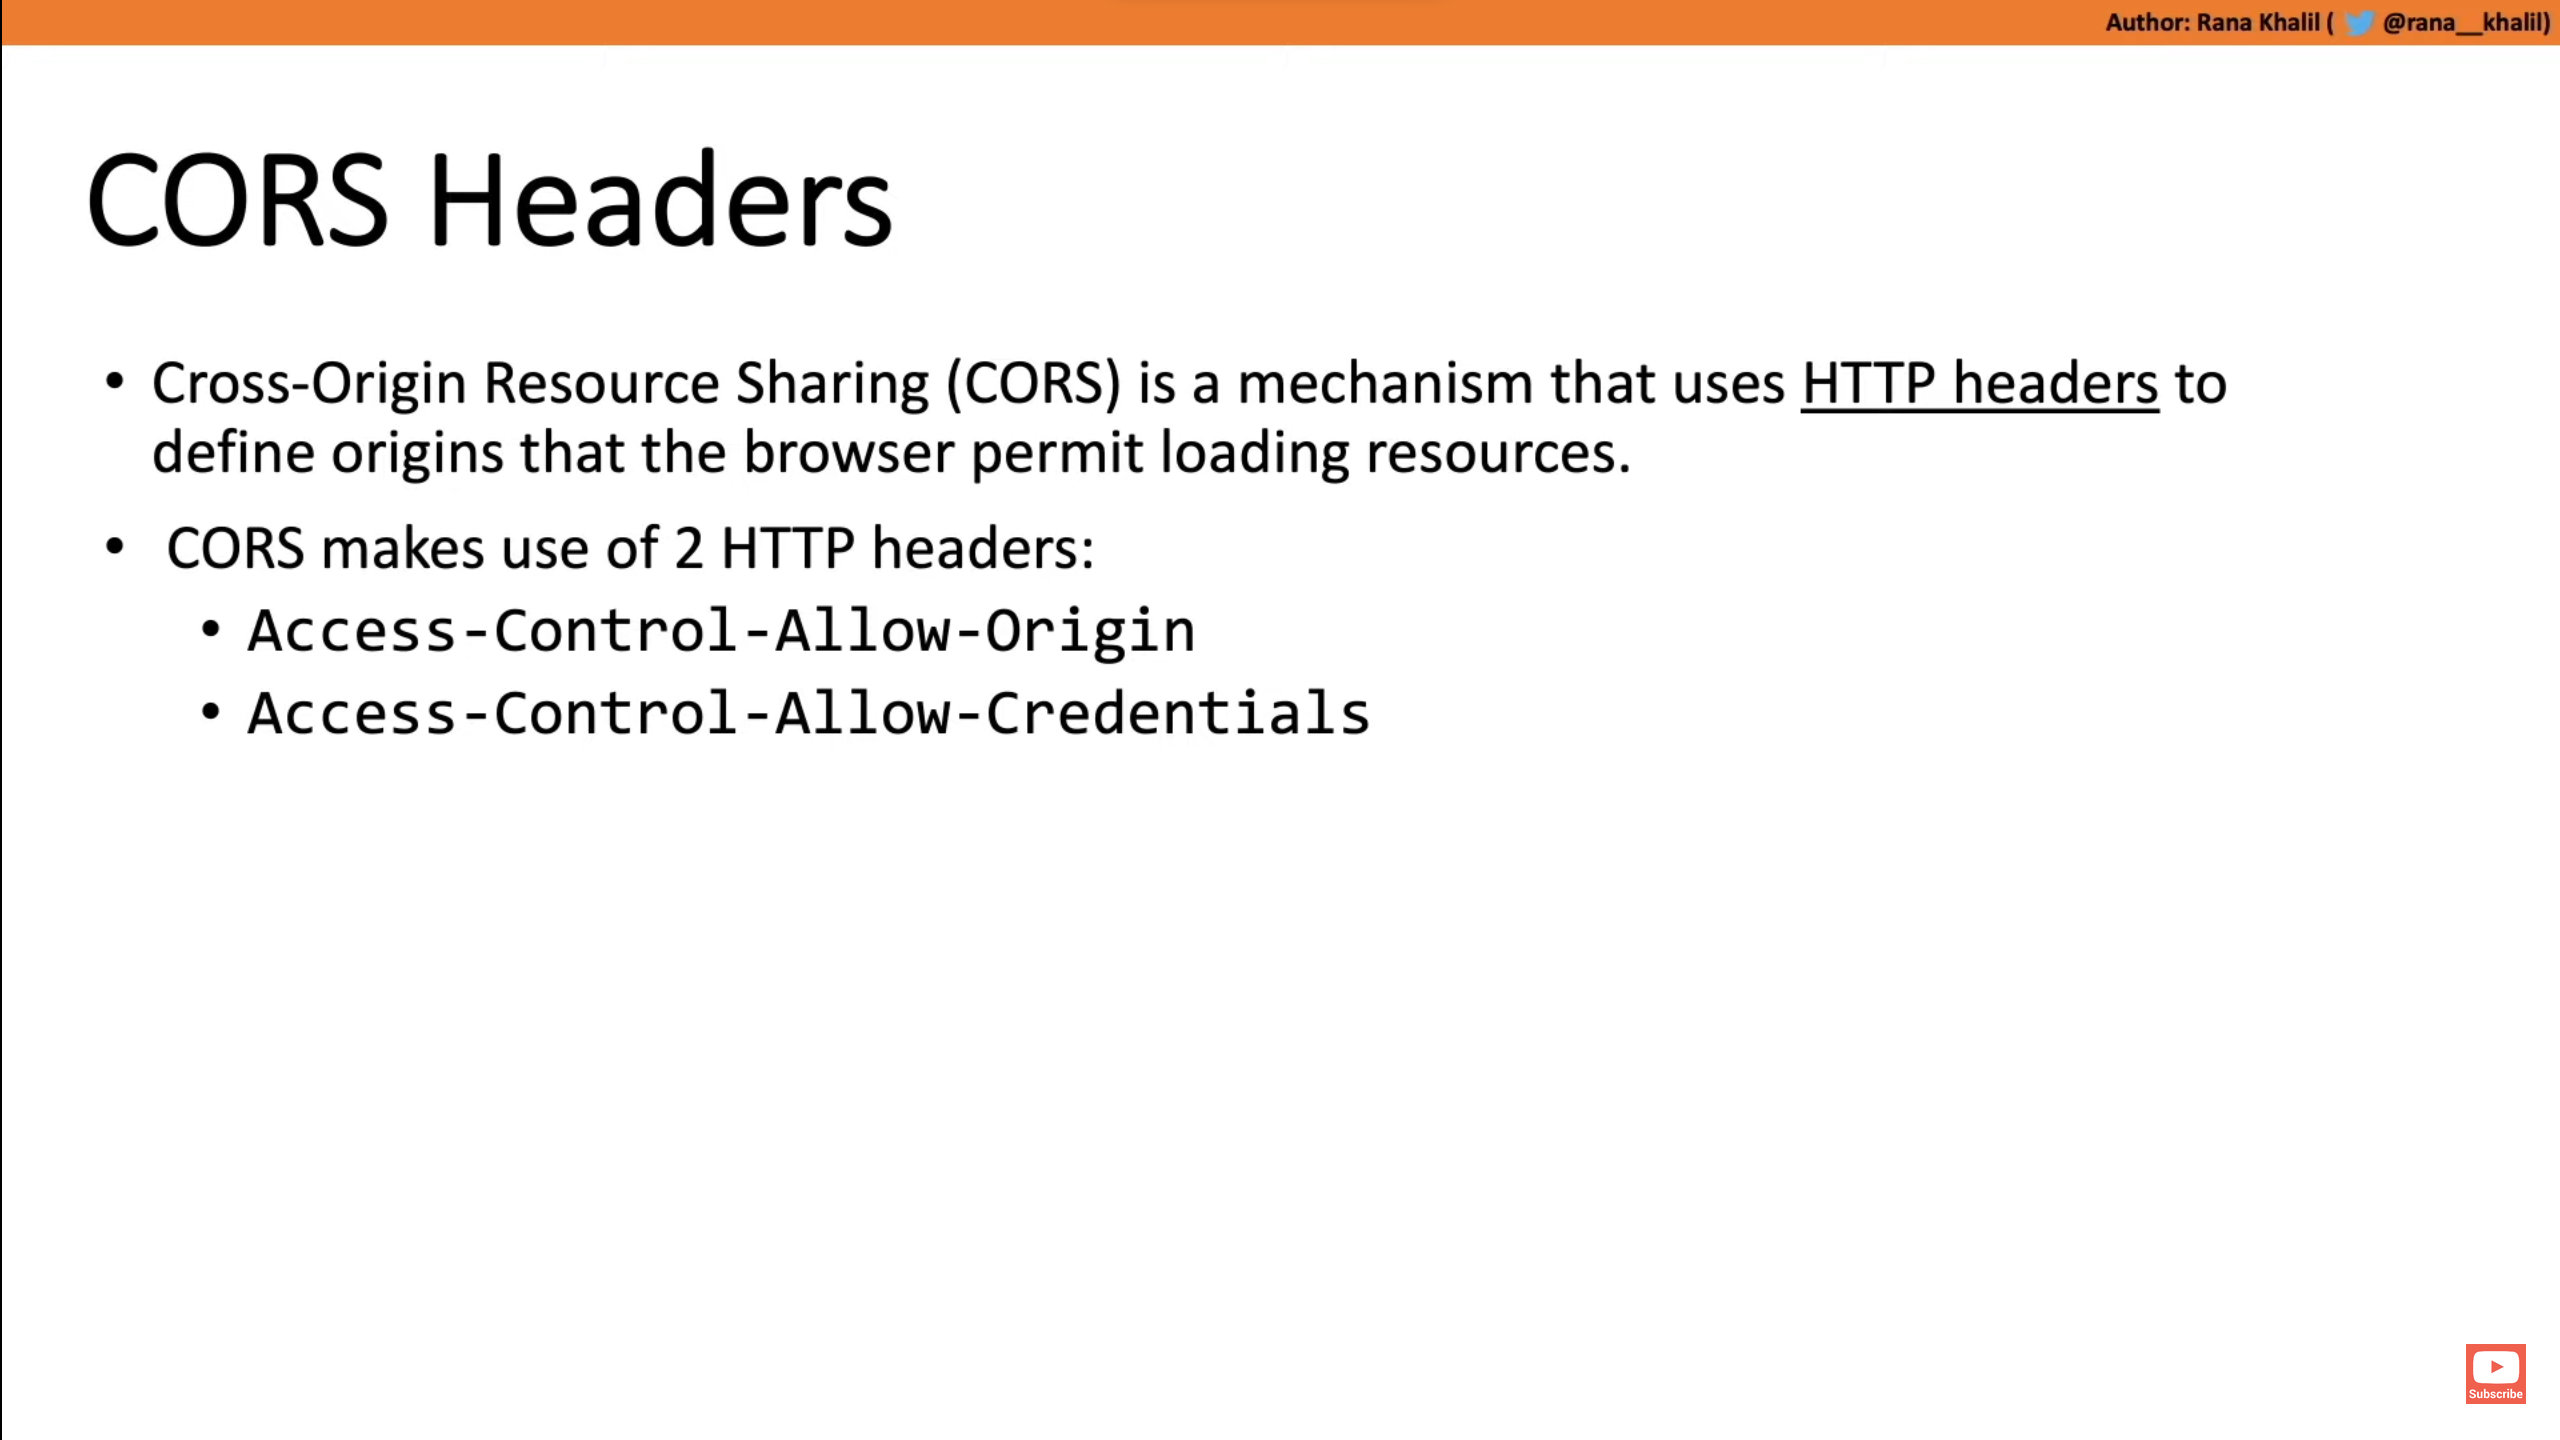 Author: Rana Khalil ( @rana__khalil)
CORS Headers
• Cross-Origin Resource Sharing (CORS) is a mechanism that uses HTTP headers to
define origins that the browser permit loading resources.
• CORS makes use of 2 HTTP headers:
• Access-Control-Allow-Origin
• Access-Control-Allow-Credentials
Subscribe